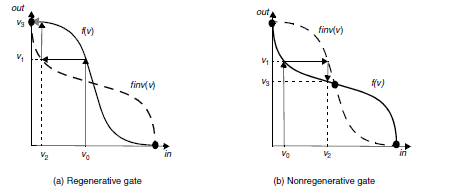 out
v3
f(v)
v1
finv(v)
v2
v0
in
(a) Regenerative gate
out
finv(v)
v1
v3
f(v)
v0
v2
in
(b) Nonregenerative gate